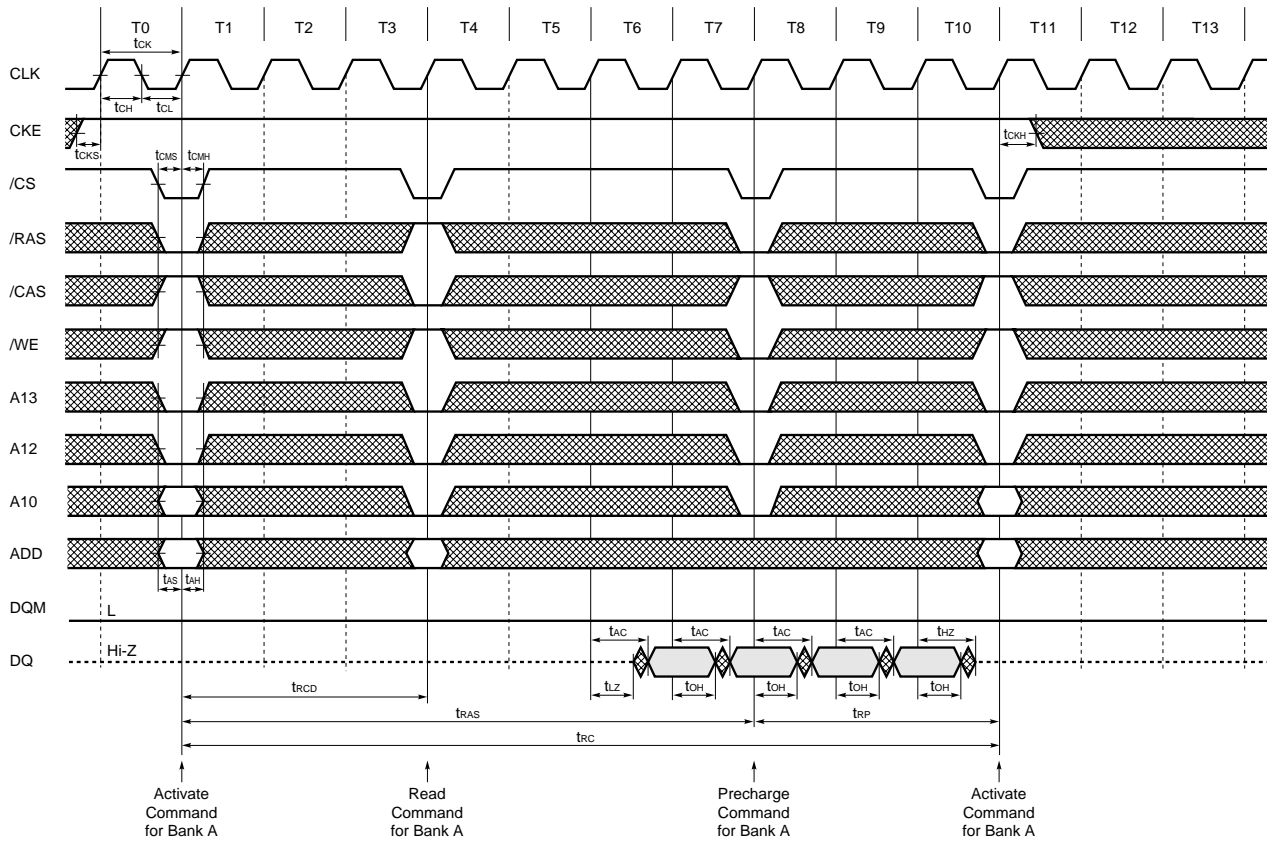 T0 T1 T2 T3 T4 T5 T6 T7 T8 T9 T10 T11 T12 T13
tCK
CLK
tCH tCL
CKE
tCKS tCMS tCMH tCKH
/CS
/RAS
/CAS
/WE
A13
A12
A10
ADD
tAS tAH
DQM L
Hi-Z tAC tAC tAC tAC tHZ
DQ
tRCD tLZ tOH tOH tOH tOH
tRAS tRP
tRC
Activate
Command
for Bank A
Read
Command
for Bank A
Precharge
Command
for Bank A
Activate
Command
for Bank A